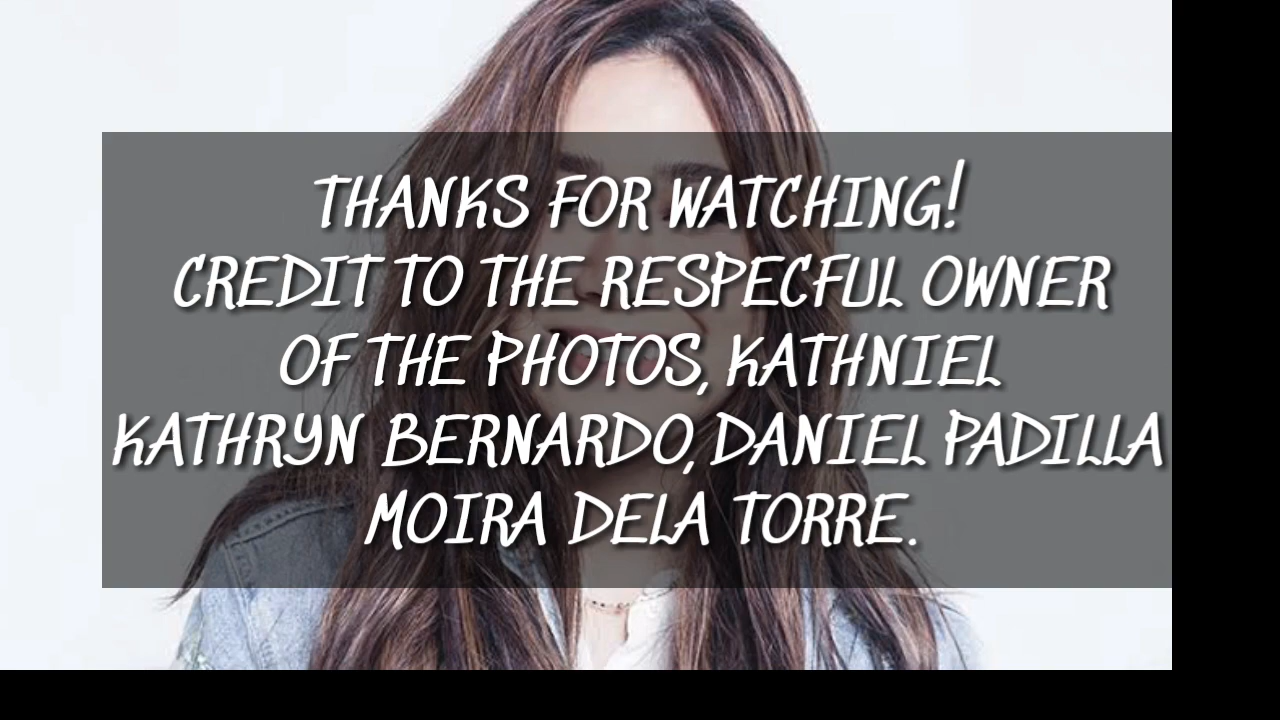 THANKS FOR WATCHING!
CREDIT TO THE RESPECFUL OWNER
OF THE PHOTOS, KATHNIEL
KATHRYN BERNARDO, DANIEL PADILLA
MOIRA DELA TORRE.